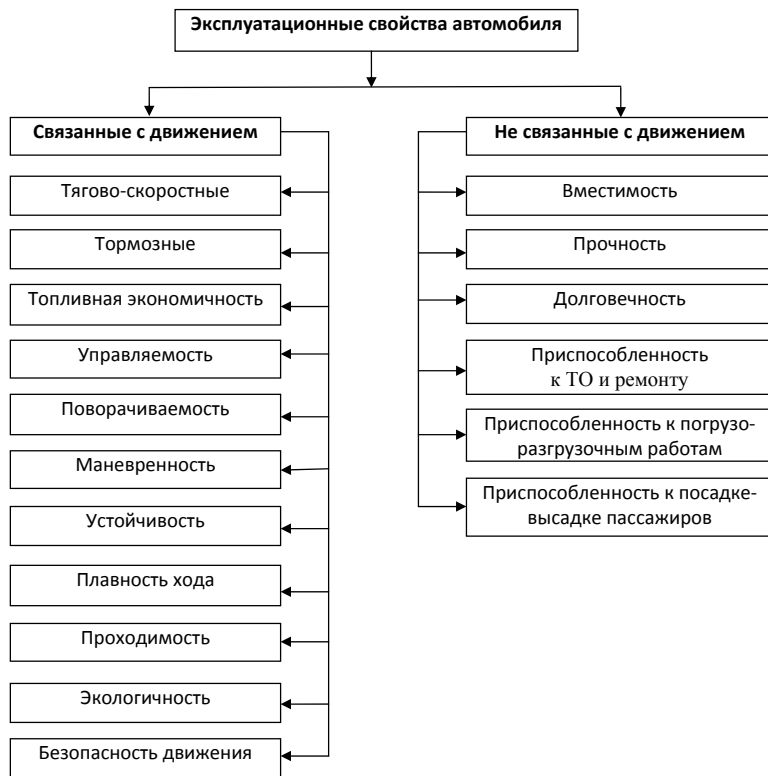 Эксплуатационные свойства автомобиля
Связанные с движением
Тягово-скоростные
Тормозные
Топливная экономичность
Управляемость
Поворачиваемость
Маневренность
Устойчивость
Плавность хода
Проходимость
Экологичность
Безопасность движения
Не связанные с движением
Вместимость
Прочность
Долговечность
Приспособленность
к ТО и ремонту
Приспособленность к погрузо-
разгрузочным работам
Приспособленность к посадке-
высадке пассажиров